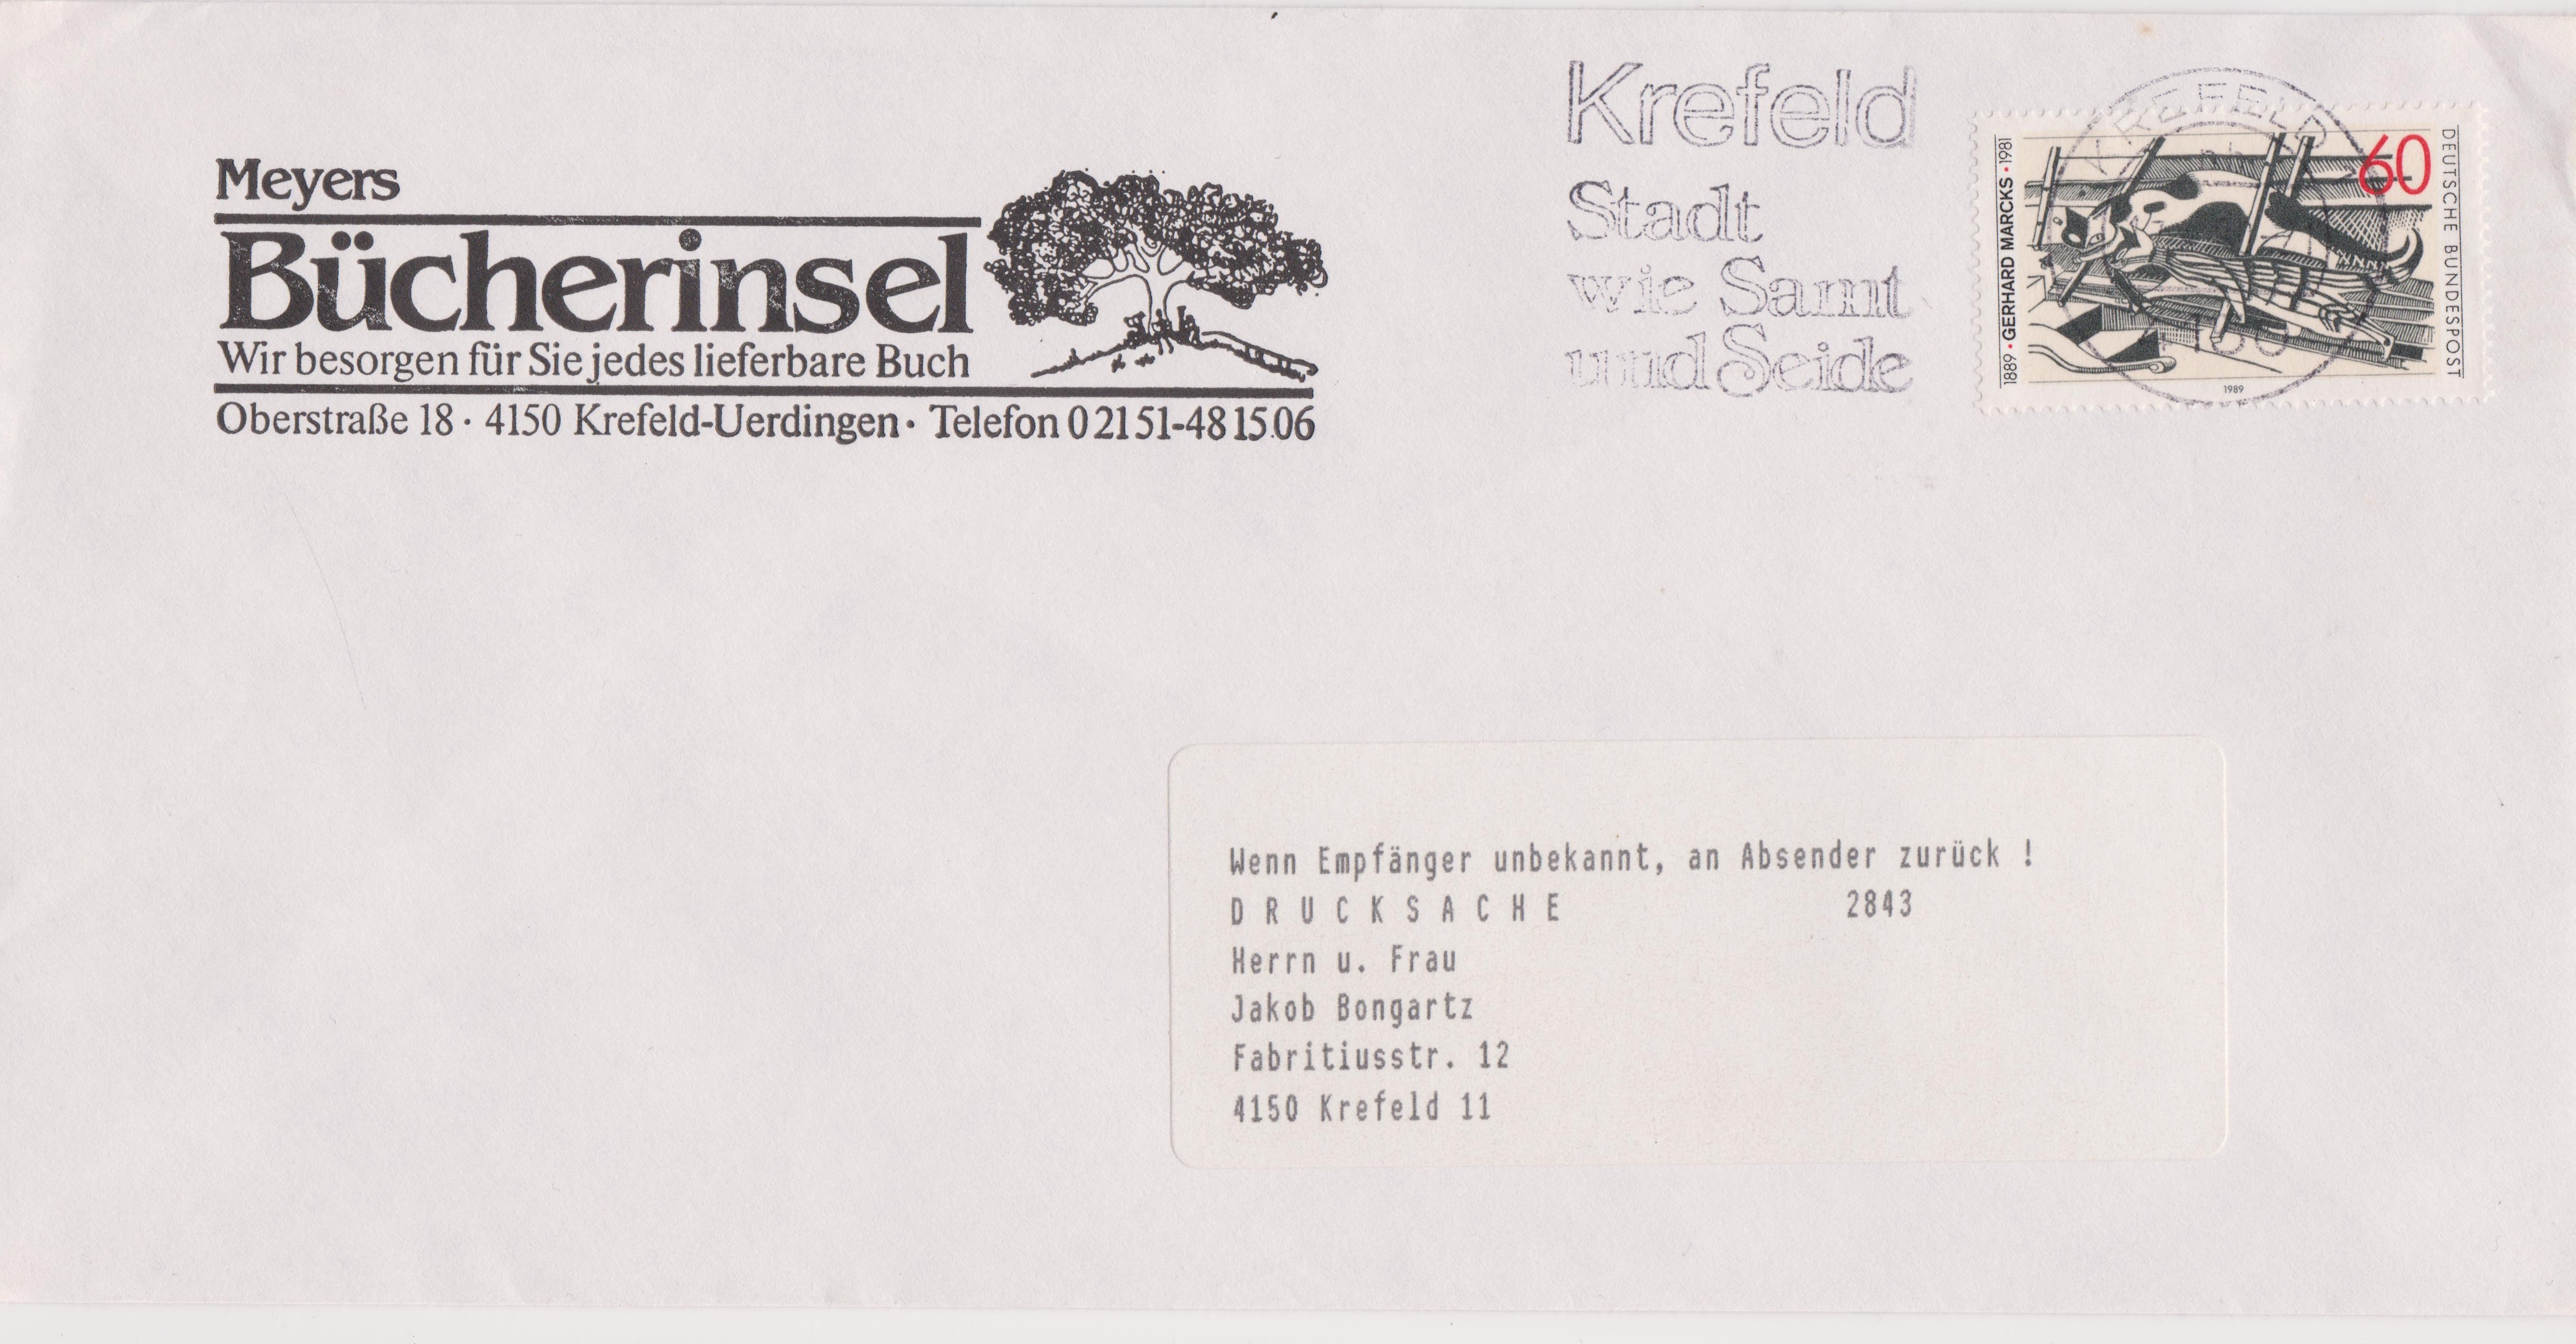 Meyers
Bücherinsel
Wir besorgen für Sie jedes lieferbare Buch
Oberstraße 18 · 4150 Krefeld-Uerdingen · Telefon 0 21 51-48 15 06
Krefeld
Stadt
wie Samt
und Seide
KREFELD
1889 · GERHARD MARCKS · 1981
60
DEUTSCHE BUNDESPOST
1989
Wenn Empfänger unbekannt, an Absender zurück !
D R U C K S A C H E 2843
Herrn u. Frau
Jakob Bongartz
Fabritiusstr. 12
4150 Krefeld 11